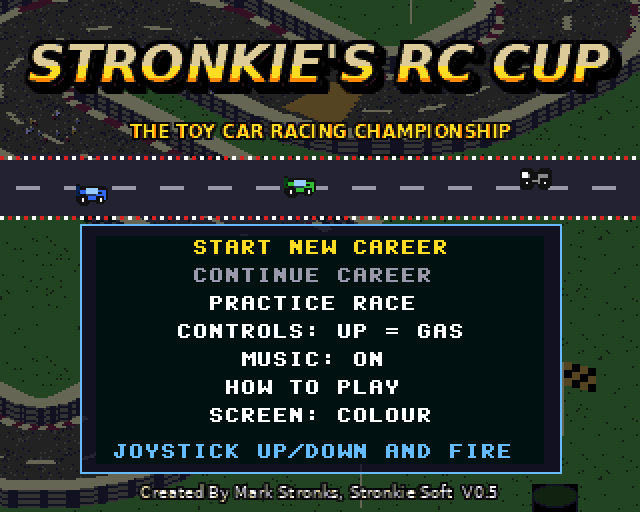 STRONKIE'S RC CUP
THE TOY CAR RACING CHAMPIONSHIP
START NEW CAREER
CONTINUE CAREER
PRACTICE RACE
CONTROLS: UP = GAS
MUSIC: ON
HOW TO PLAY
SCREEN: COLOUR
JOYSTICK UP/DOWN AND FIRE
Created By Mark Stronks, Stronkie Soft V0.5